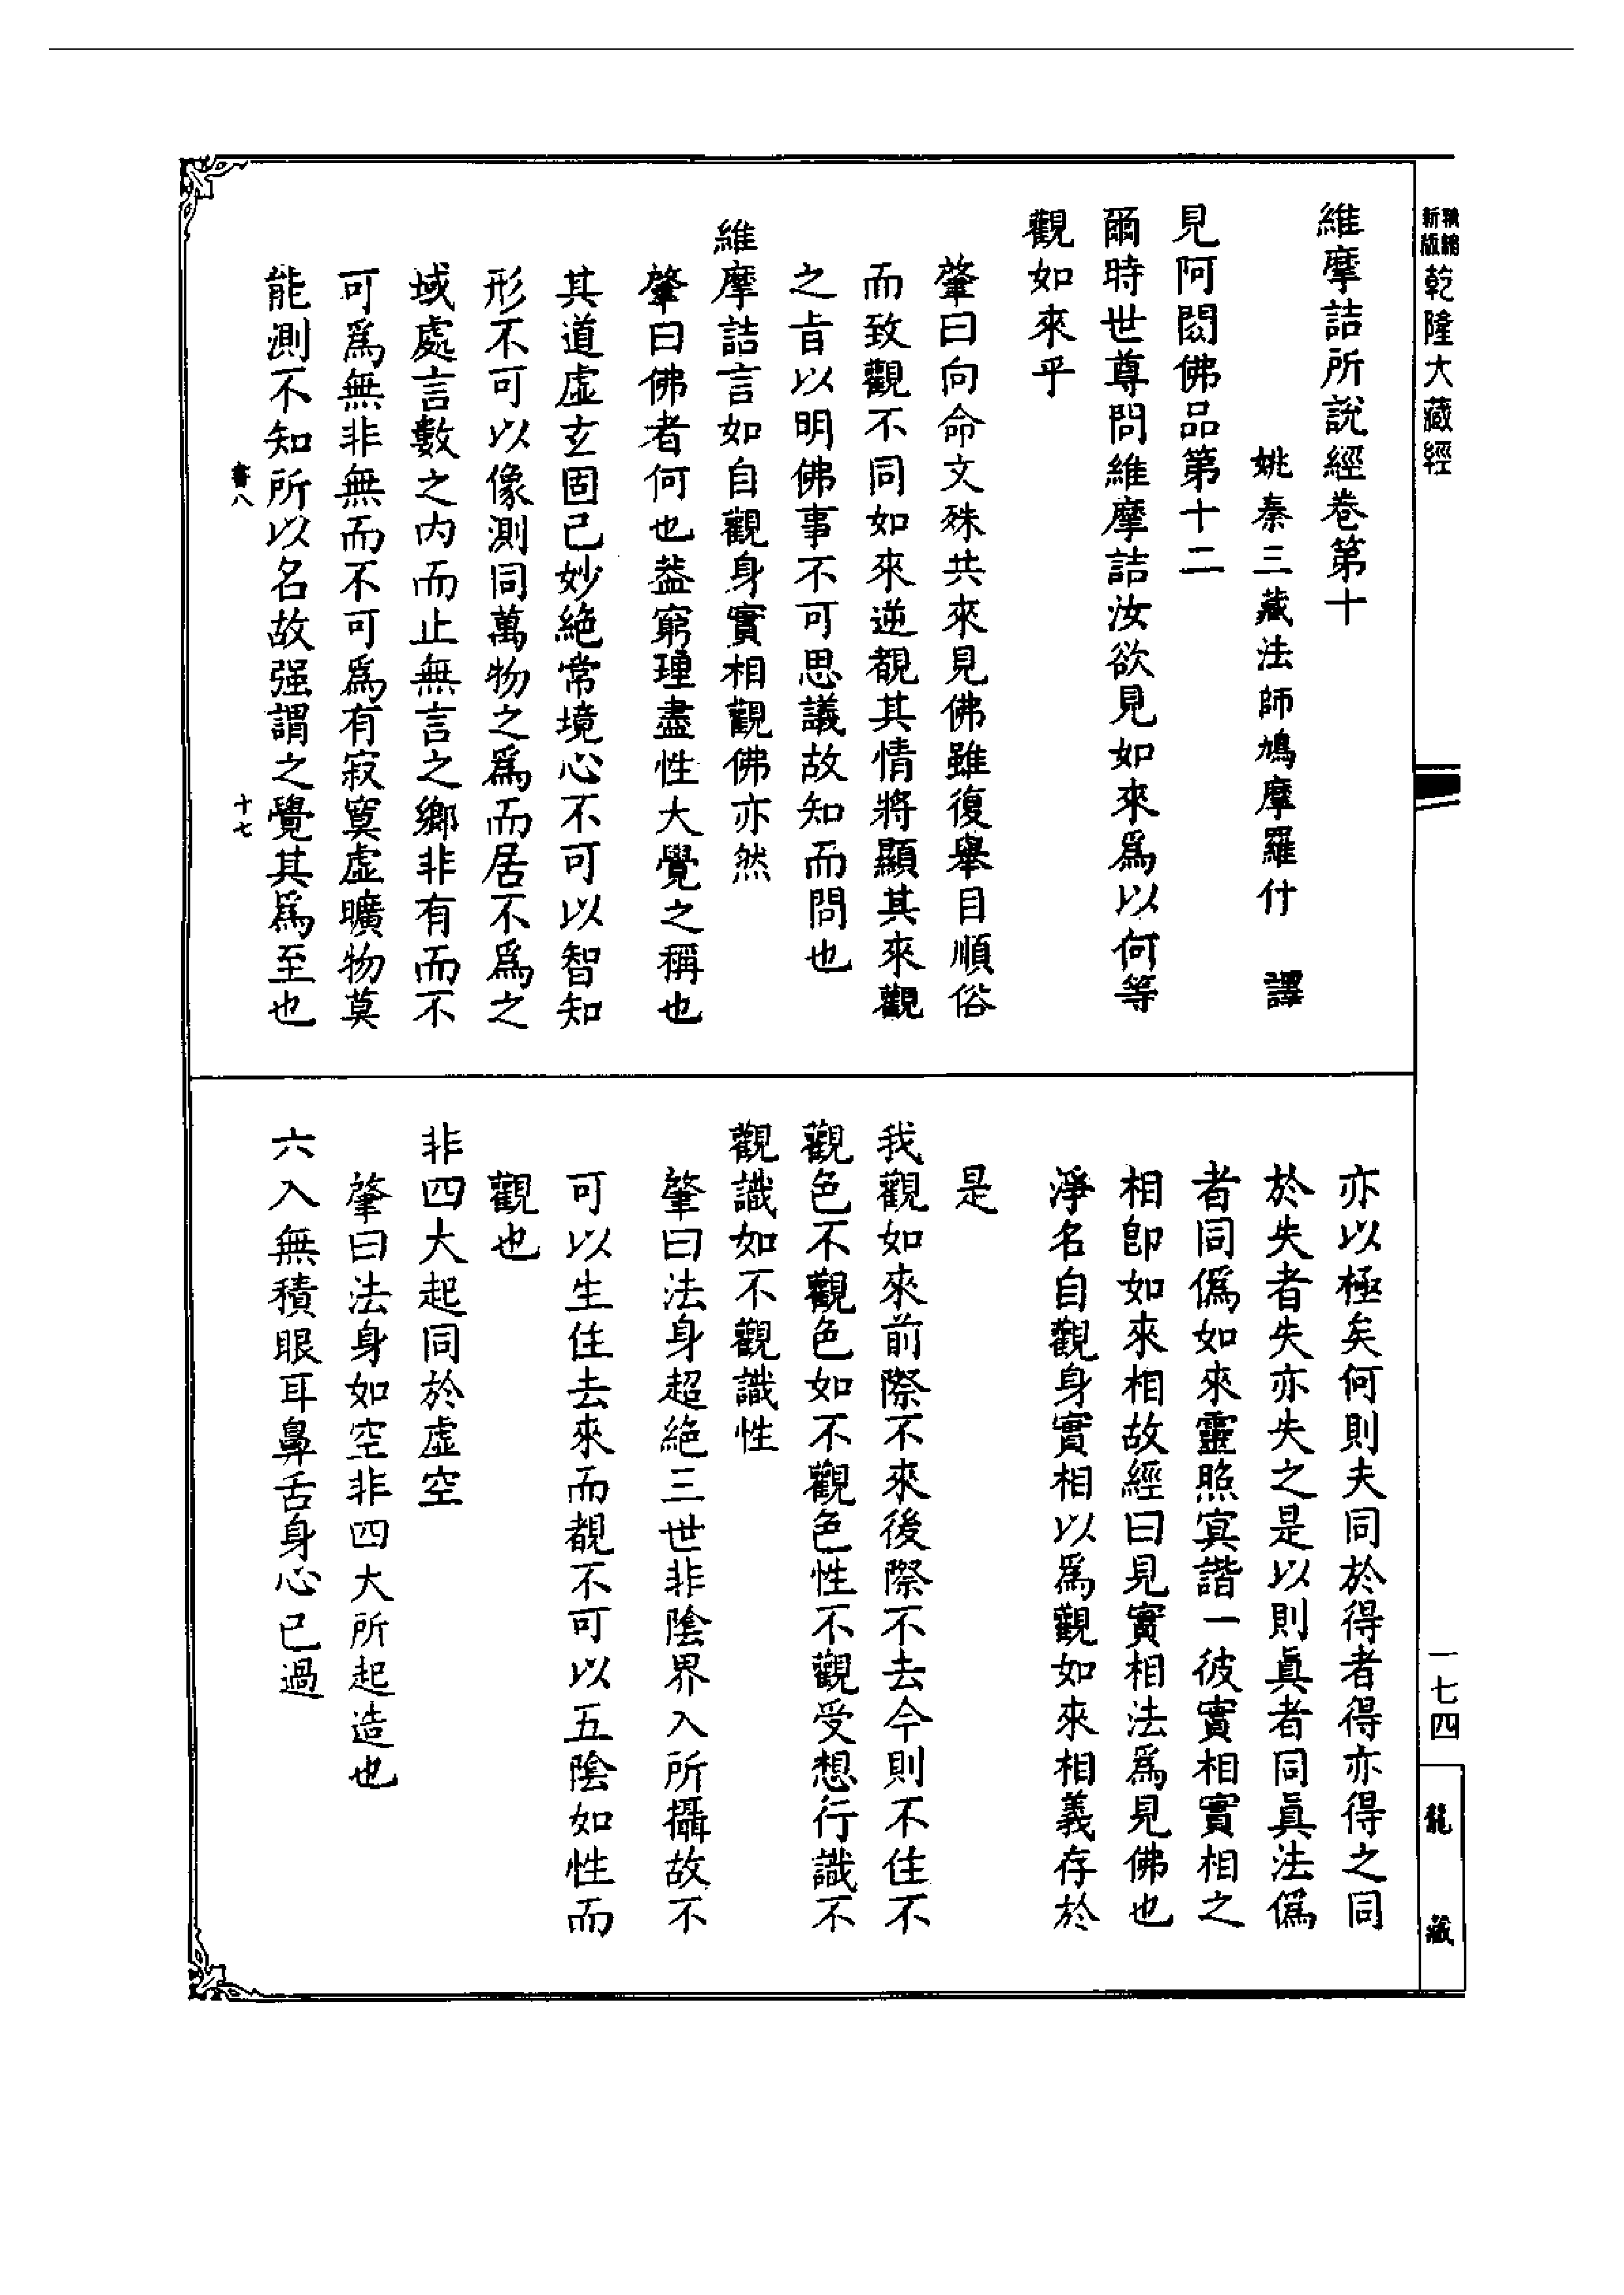 新版
乾隆大藏經
維摩詰所說經卷第十
姚秦三藏法師鳩摩羅什　譯
見阿閦佛品第十二
爾時世尊問維摩詰汝欲見如來爲以何等
觀如來乎
肇曰向命文殊共來見佛雖復舉目順俗
而致觀不同如來逆覩其情將顯其來觀
之旨以明佛事不可思議故知而問也
維摩詰言如自觀身實相觀佛亦然
肇曰佛者何也葢窮理盡性大覺之稱也
其道虛玄固已妙絶常境心不可以智知
形不可以像測同萬物之爲而居不爲之
域處言數之內而止無言之鄉非有而不
可爲無非無而不可爲有寂寞虛曠物莫
能測不知所以名故强謂之覺其爲至也
書八
十七
亦以極矣何則夫同於得者得亦得之同
於失者失亦失之是以則眞者同眞法僞
者同僞如來靈照冥諧一彼實相實相之
相卽如來相故經曰見實相法爲見佛也
淨名自觀身實相以爲觀如來相義存於
是
我觀如來前際不來後際不去今則不住不
觀色不觀色如不觀色性不觀受想行識不
觀識如不觀識性
肇曰法身超絶三世非陰界入所攝故不
可以生住去來而覩不可以五陰如性而
觀也
非四大起同於虛空
肇曰法身如空非四大所起造也
六入無積眼耳鼻舌身心已過
一七四
龍藏